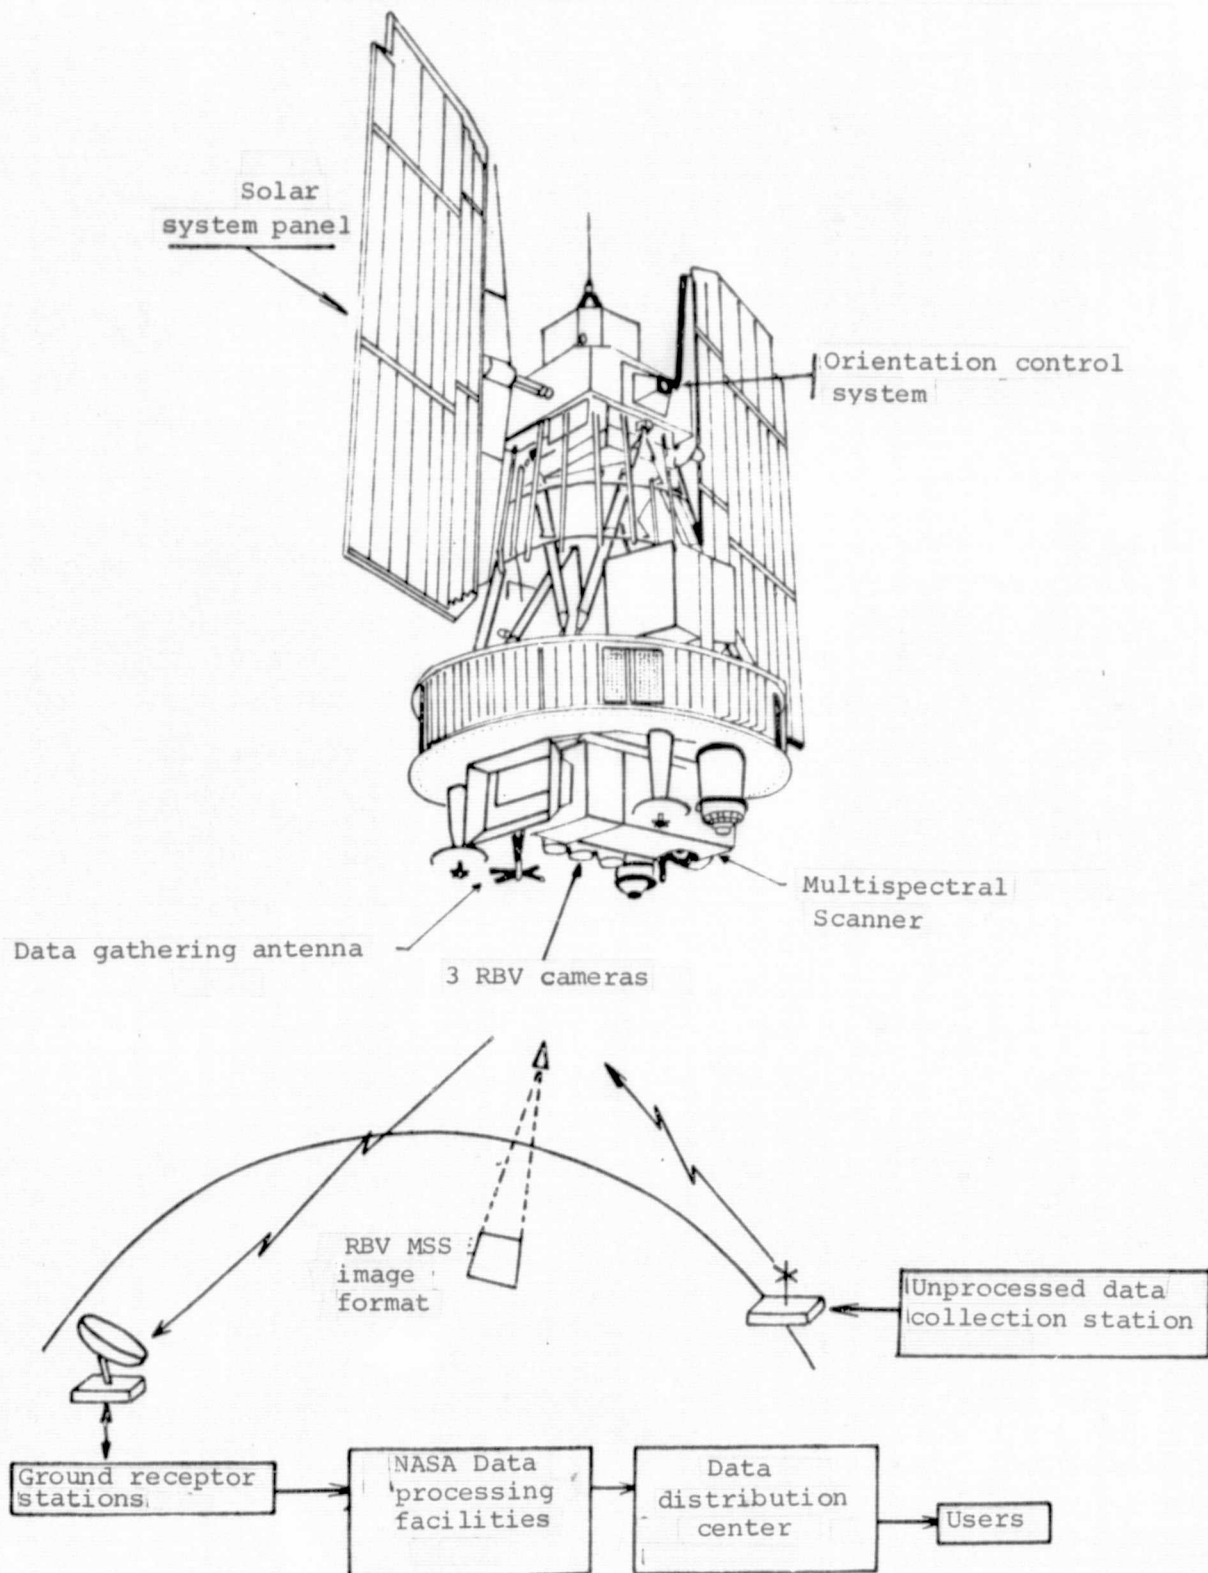 Solar
system panel
Orientation control
system
Multispectral
Scanner
Data gathering antenna
3 RBV cameras
RBV MSS
image
format
Unprocessed data
collection station
Ground receptor
stations
NASA Data
processing
facilities
Data
distribution
center
Users